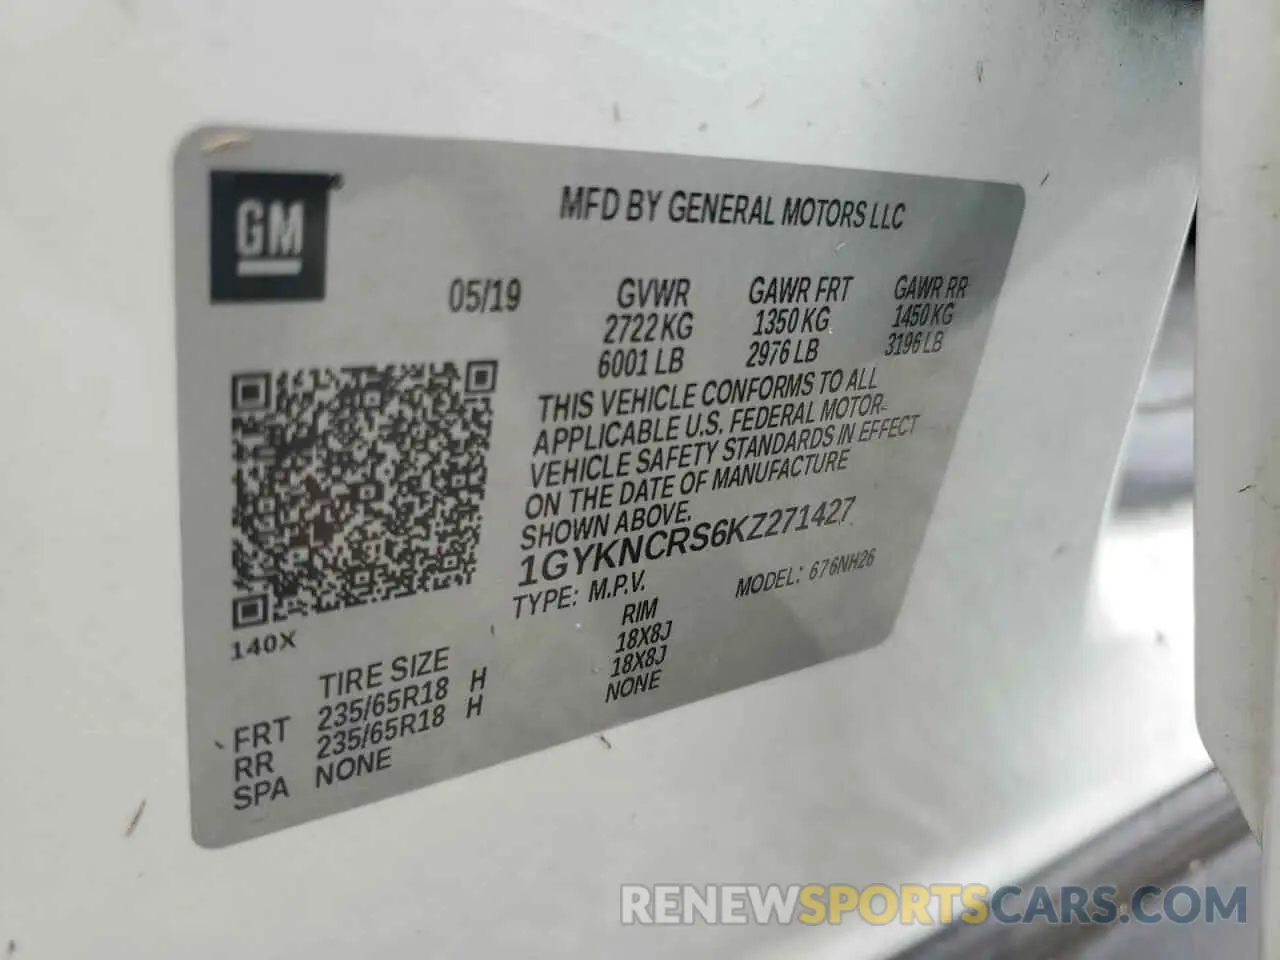 GM
MFD BY GENERAL MOTORS LLC
05/19 GVWR GAWR FRT GAWR RR
2722 KG 1350 KG 1450 KG
6001 LB 2976 LB 3196 LB
THIS VEHICLE CONFORMS TO ALL
APPLICABLE U.S. FEDERAL MOTOR-
VEHICLE SAFETY STANDARDS IN EFFECT
ON THE DATE OF MANUFACTURE
SHOWN ABOVE.
1GYKNCRS6KZ271427
TYPE: M.P.V. MODEL: 676NH26
140X
TIRE SIZE RIM
FRT 235/65R18 H 18X8J
RR 235/65R18 H 18X8J
SPA NONE NONE
RENEWSPORTSCARS.COM